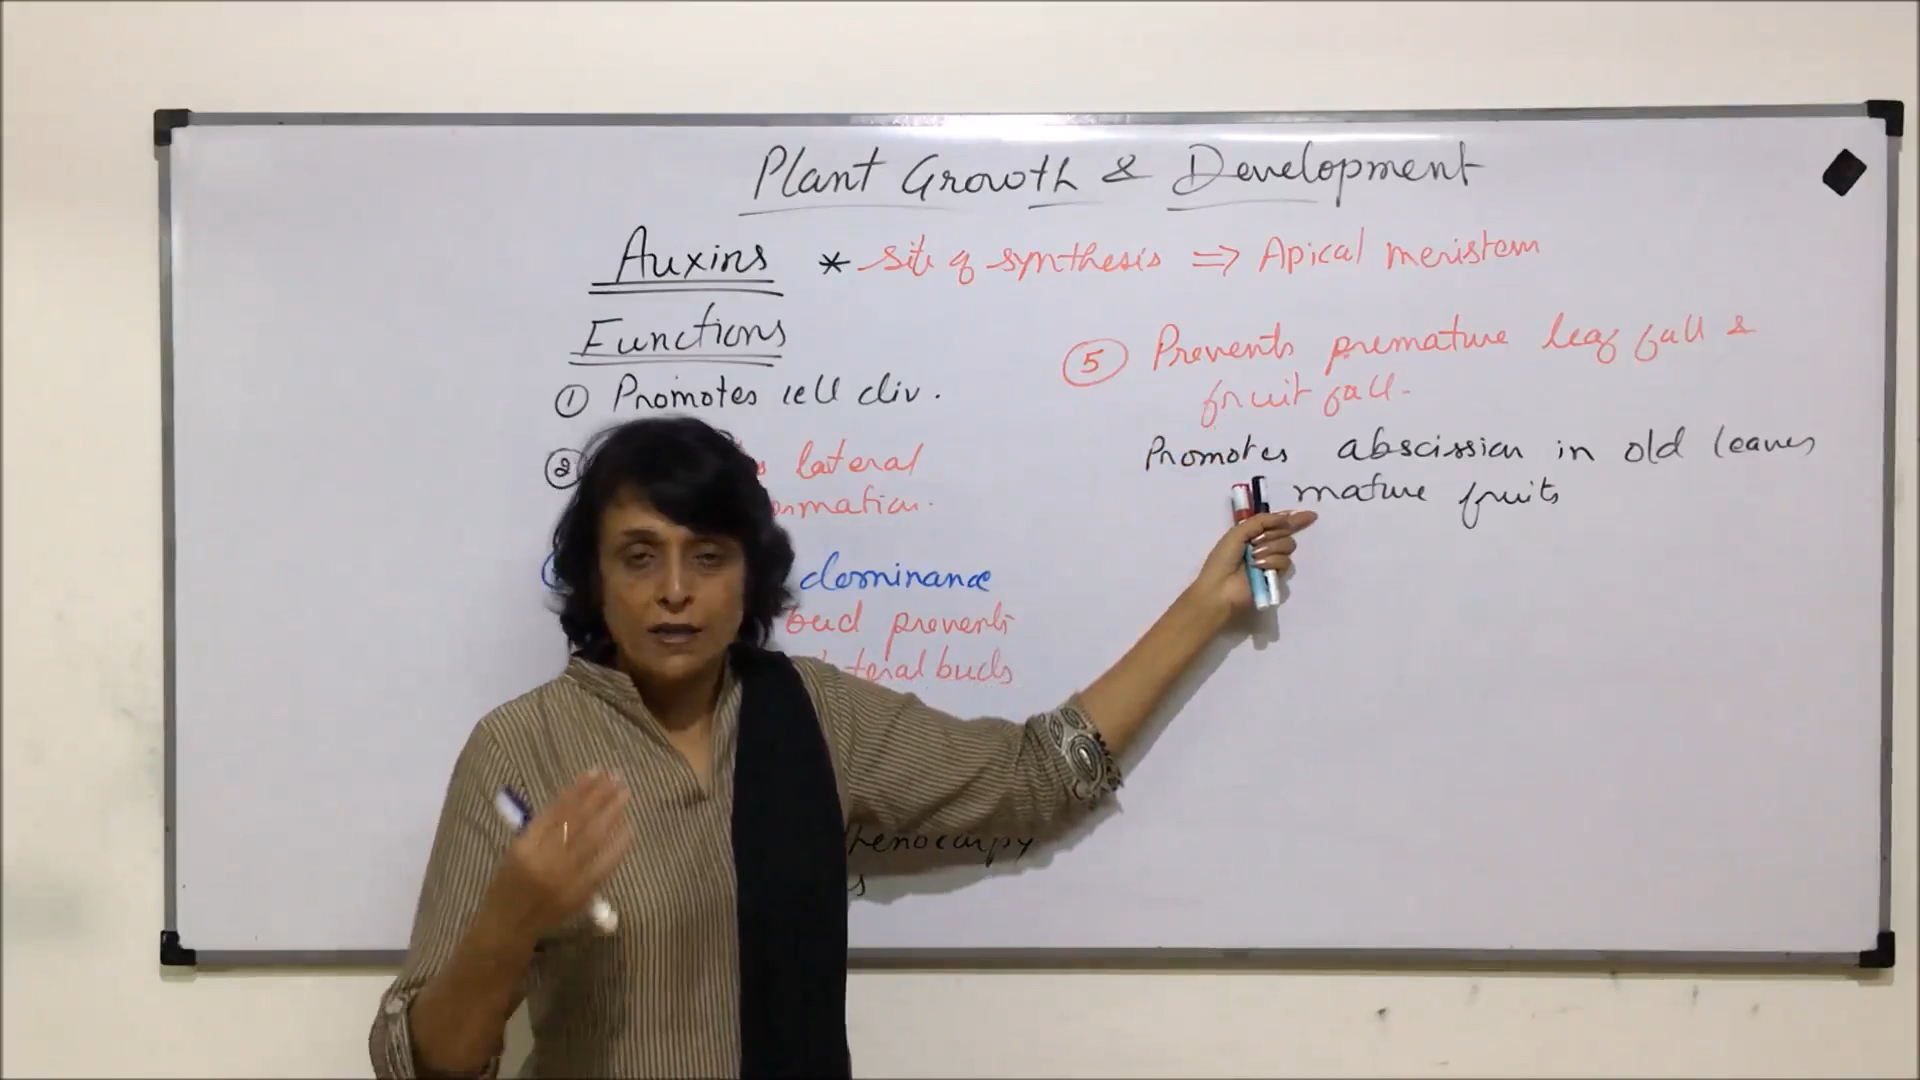 Plant Growth & Development
Auxins * site of synthesis ⇒ Apical meristem
Functions
① Promotes cell div.
② lateral
dominance
bud prevents
buds
⑤ Prevents premature leaf fall &
fruit fall.
Promotes abscission in old leaves
mature fruits